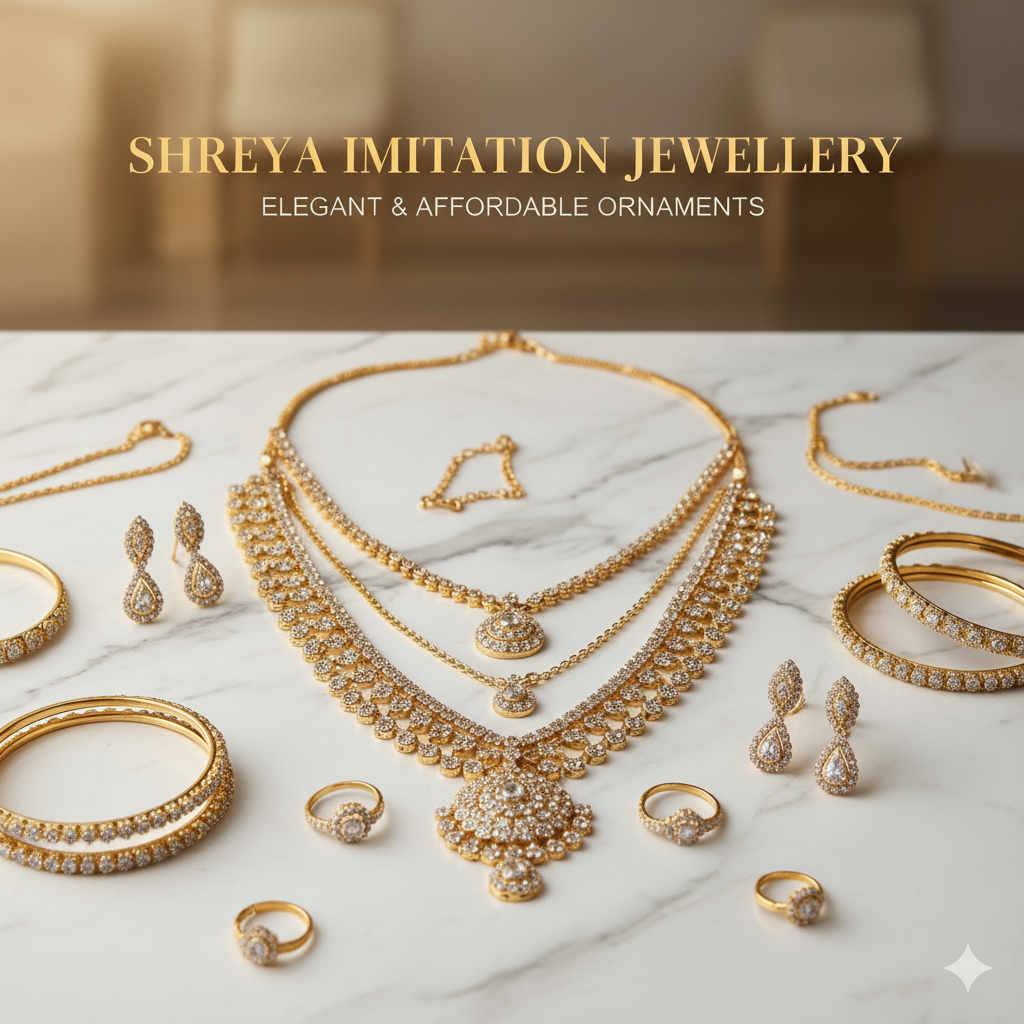 SHREYA IMITATION JEWELLERY
ELEGANT & AFFORDABLE ORNAMENTS